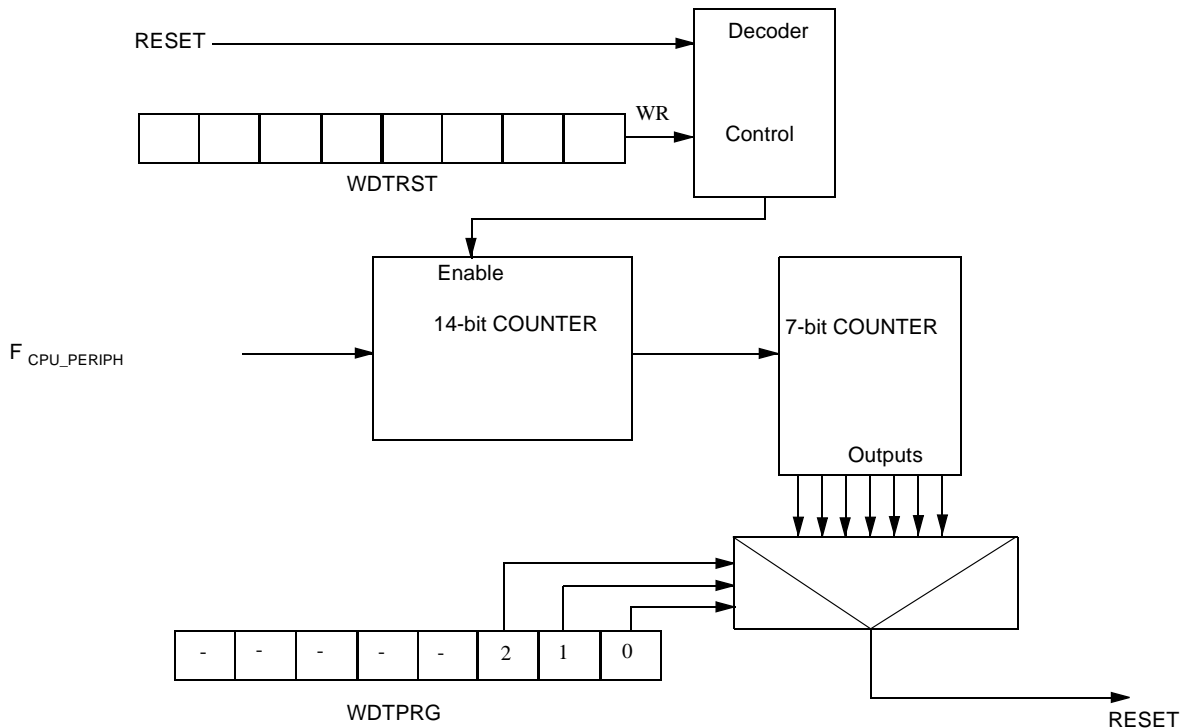 Decoder
RESET
WR
Control
WDTRST
Enable
14-bit COUNTER
7-bit COUNTER
F CPU_PERIPH
Outputs
- - - - - 2 1 0
WDTPRG
RESET